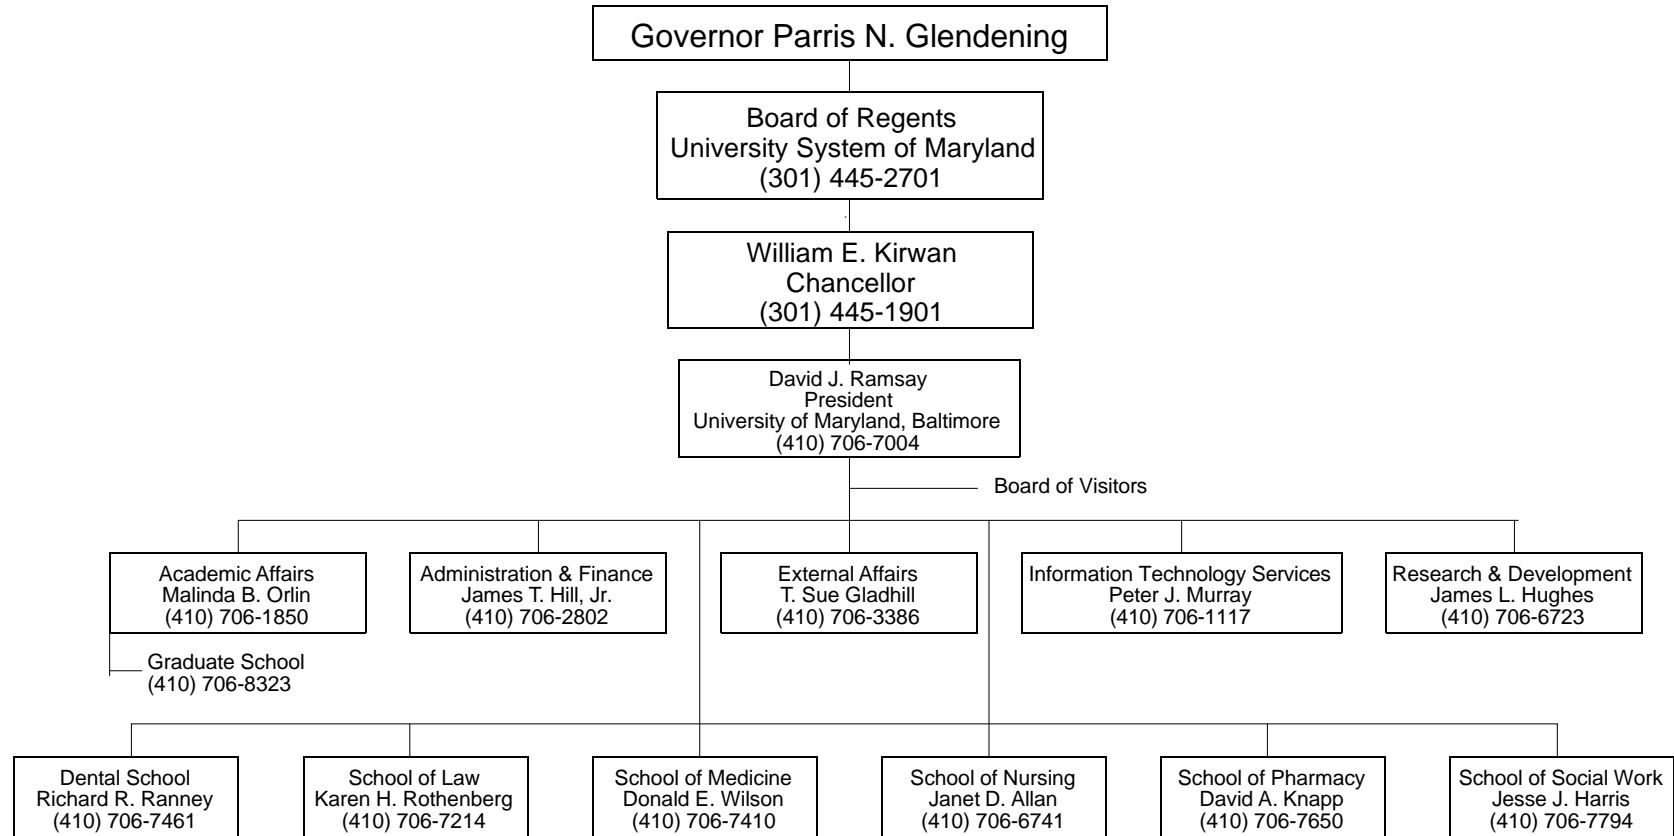 Governor Parris N. Glendening
Board of Regents
University System of Maryland
(301) 445-2701
William E. Kirwan
Chancellor
(301) 445-1901
David J. Ramsay
President
University of Maryland, Baltimore
(410) 706-7004
Board of Visitors
Academic Affairs
Malinda B. Orlin
(410) 706-1850
Administration & Finance
James T. Hill, Jr.
(410) 706-2802
External Affairs
T. Sue Gladhill
(410) 706-3386
Information Technology Services
Peter J. Murray
(410) 706-1117
Research & Development
James L. Hughes
(410) 706-6723
Graduate School
(410) 706-8323
Dental School
Richard R. Ranney
(410) 706-7461
School of Law
Karen H. Rothenberg
(410) 706-7214
School of Medicine
Donald E. Wilson
(410) 706-7410
School of Nursing
Janet D. Allan
(410) 706-6741
School of Pharmacy
David A. Knapp
(410) 706-7650
School of Social Work
Jesse J. Harris
(410) 706-7794